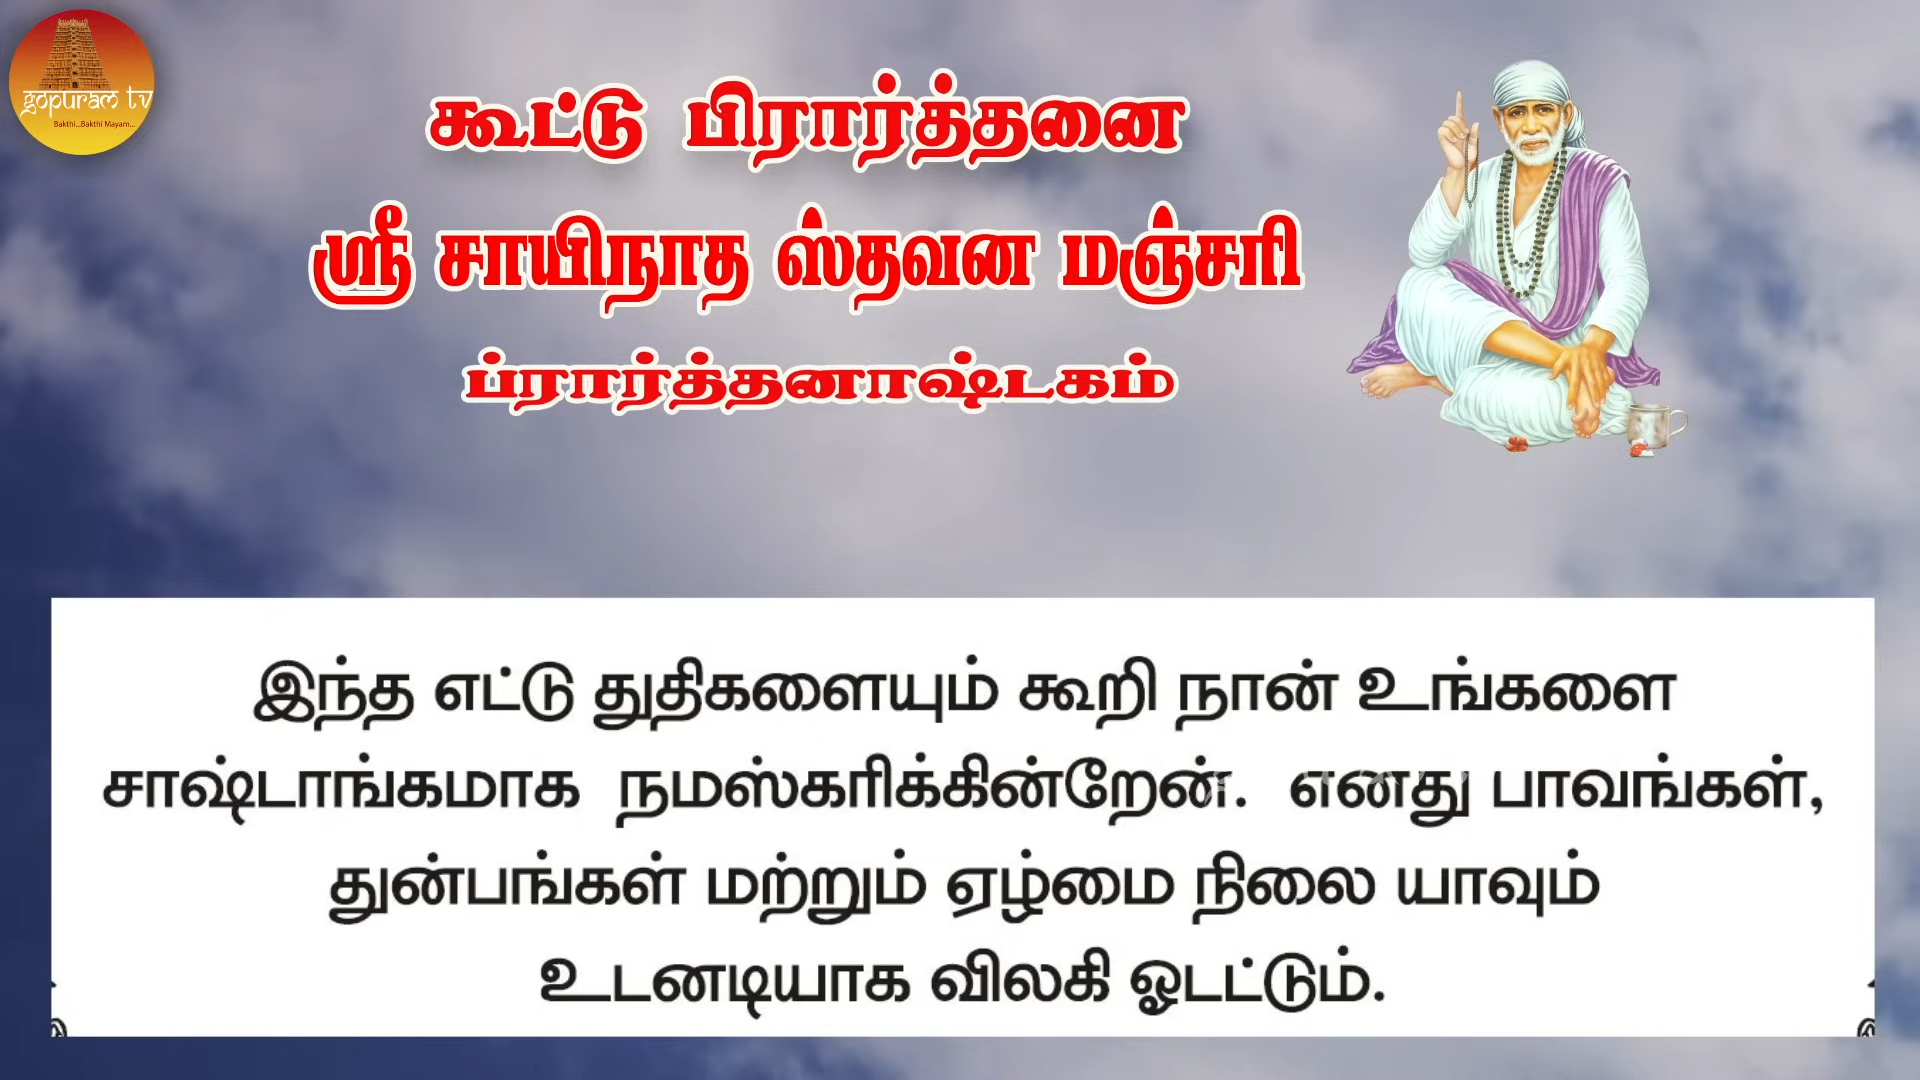 gopuram tv
Bakthi...Bakthi Mayam...
கூட்டு பிரார்த்தனை
ஸ்ரீ சாயிநாத ஸ்தவன மஞ்சரி
ப்ரார்த்தனாஷ்டகம்
இந்த எட்டு துதிகளையும் கூறி நான் உங்களை
சாஷ்டாங்கமாக நமஸ்கரிக்கின்றேன். எனது பாவங்கள்,
துன்பங்கள் மற்றும் ஏழ்மை நிலை யாவும்
உடனடியாக விலகி ஓடட்டும்.